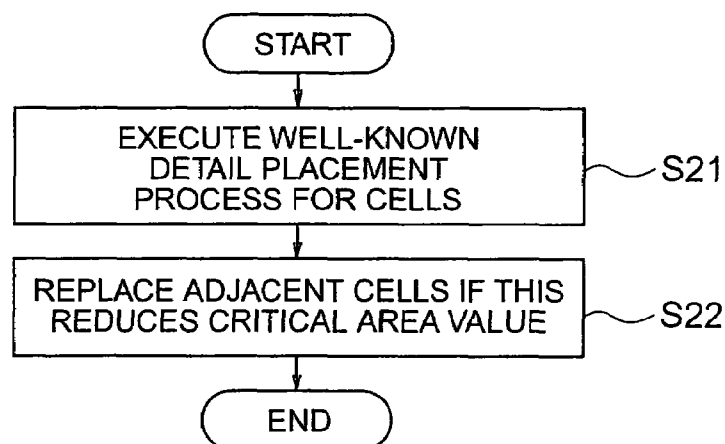 START
EXECUTE WELL-KNOWN
DETAIL PLACEMENT
PROCESS FOR CELLS
S21
REPLACE ADJACENT CELLS IF THIS
REDUCES CRITICAL AREA VALUE
S22
END